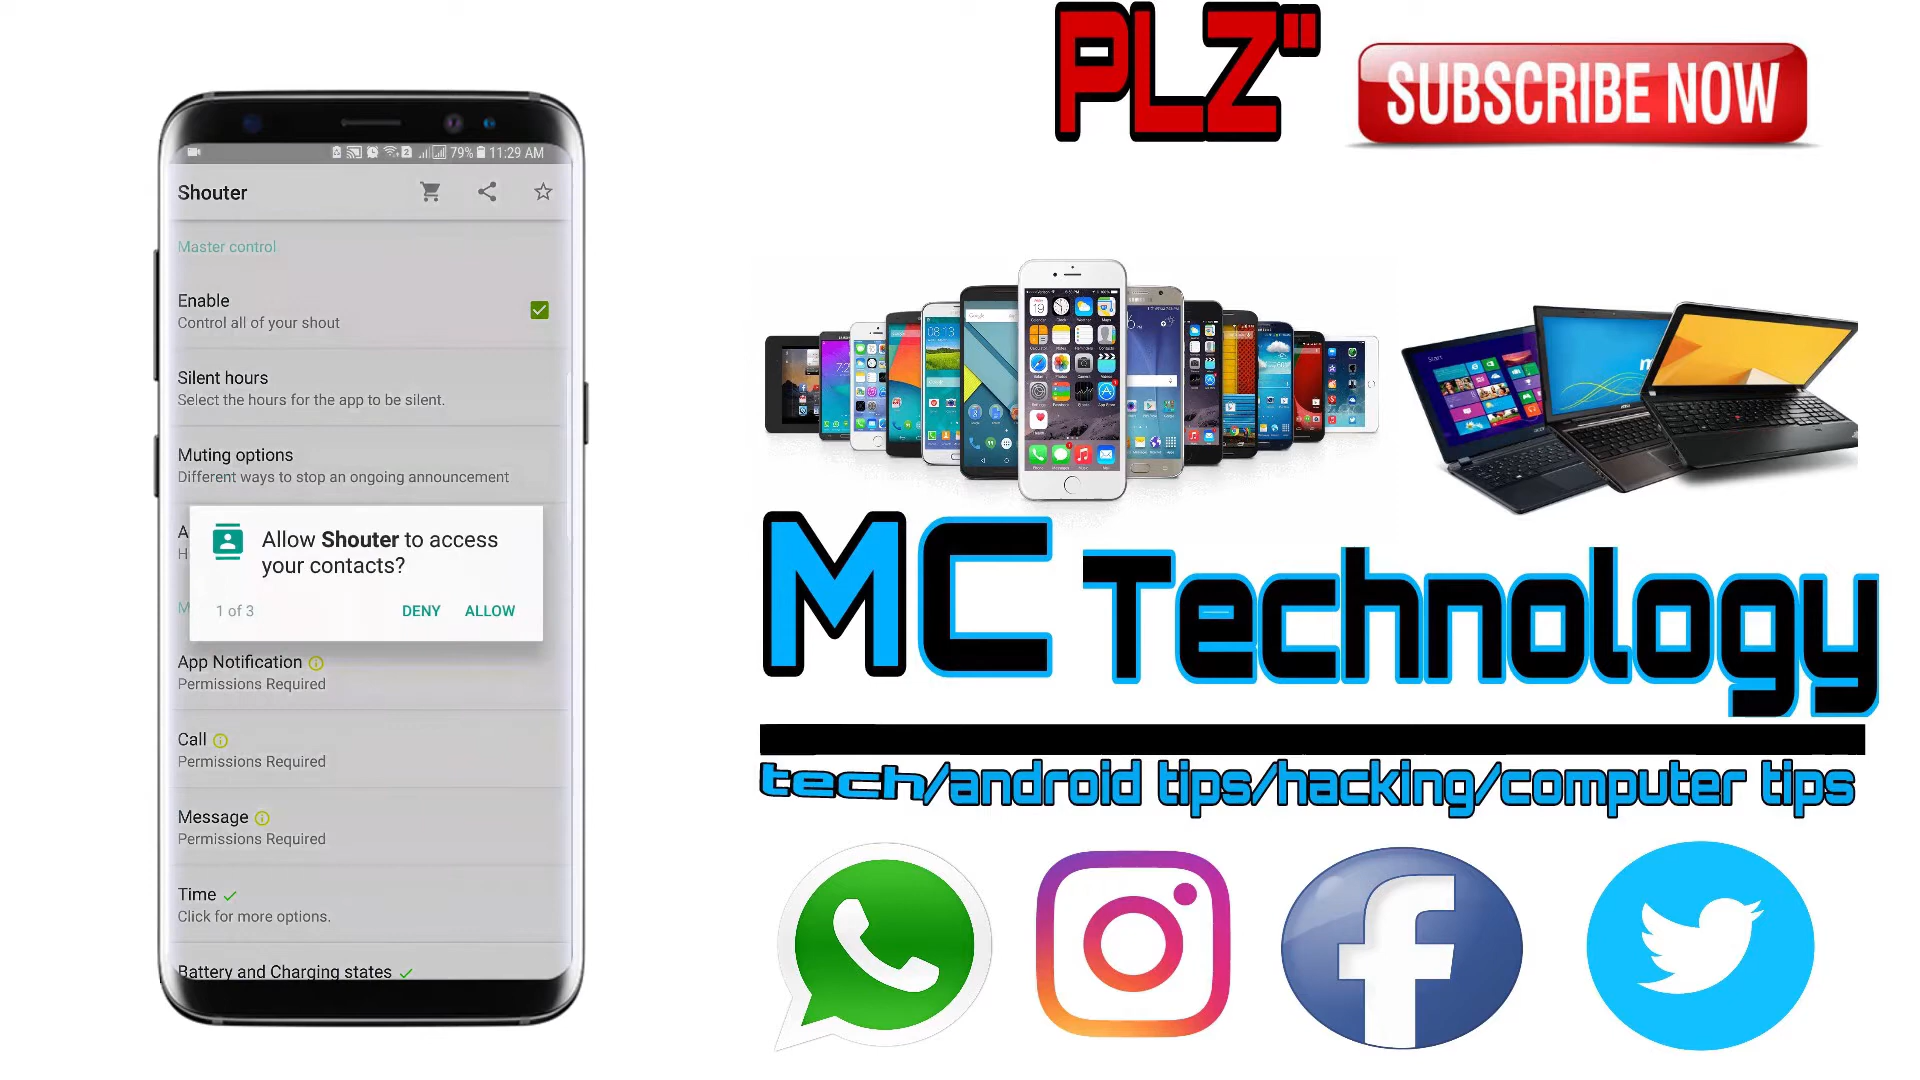 PLZ"
SUBSCRIBE NOW
79% 11:29 AM
Shouter
Master control
Enable
Control all of your shout
Silent hours
Select the hours for the app to be silent.
Muting options
Different ways to stop an ongoing announcement
A
H
Allow Shouter to access
your contacts?
1 of 3 DENY ALLOW
M
App Notification
Permissions Required
Call
Permissions Required
Message
Permissions Required
Time
Click for more options.
Battery and Charging states
MC Technology
tech/android tips/hacking/computer tips